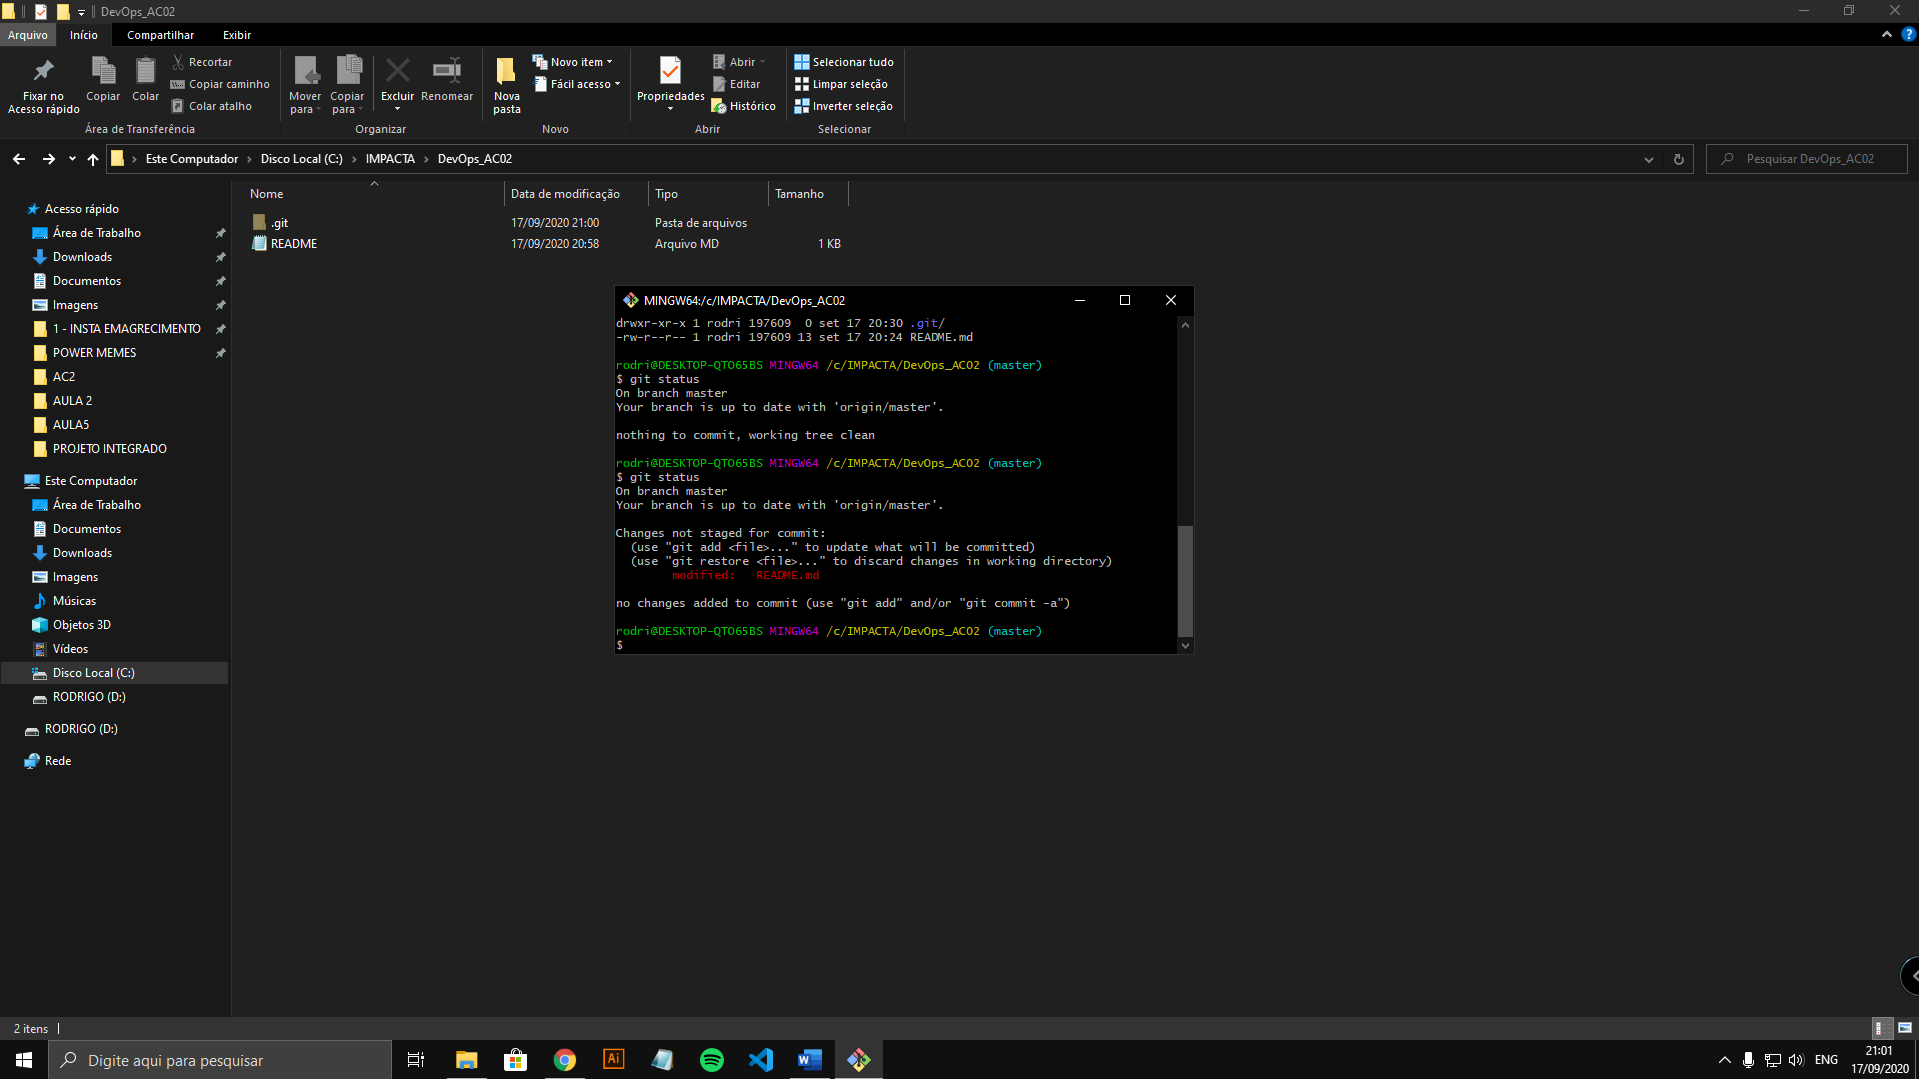 DevOps_AC02
Arquivo Início Compartilhar Exibir
Fixar no
Acesso rápido
Copiar
Colar
Recortar
Copiar caminho
Colar atalho
Área de Transferência
Mover
para
Copiar
para
Excluir
Renomear
Organizar
Nova
pasta
Novo item
Fácil acesso
Novo
Propriedades
Abrir
Editar
Histórico
Abrir
Selecionar tudo
Limpar seleção
Inverter seleção
Selecionar
Este Computador › Disco Local (C:) › IMPACTA › DevOps_AC02
Pesquisar DevOps_AC02
Nome Data de modificação Tipo Tamanho
.git 17/09/2020 21:00 Pasta de arquivos
README 17/09/2020 20:58 Arquivo MD 1 KB
Acesso rápido
Área de Trabalho
Downloads
Documentos
Imagens
1 - INSTA EMAGRECIMENTO
POWER MEMES
AC2
AULA 2
AULA5
PROJETO INTEGRADO
Este Computador
Área de Trabalho
Documentos
Downloads
Imagens
Músicas
Objetos 3D
Vídeos
Disco Local (C:)
RODRIGO (D:)
RODRIGO (D:)
Rede
MINGW64:/c/IMPACTA/DevOps_AC02
drwxr-xr-x 1 rodri 197609  0 set 17 20:30 .git/
-rw-r--r-- 1 rodri 197609 13 set 17 20:24 README.md
rodri@DESKTOP-QTO65BS MINGW64 /c/IMPACTA/DevOps_AC02 (master)
$ git status
On branch master
Your branch is up to date with 'origin/master'.
nothing to commit, working tree clean
rodri@DESKTOP-QTO65BS MINGW64 /c/IMPACTA/DevOps_AC02 (master)
$ git status
On branch master
Your branch is up to date with 'origin/master'.
Changes not staged for commit:
(use "git add <file>..." to update what will be committed)
(use "git restore <file>..." to discard changes in working directory)
modified:   README.md
no changes added to commit (use "git add" and/or "git commit -a")
rodri@DESKTOP-QTO65BS MINGW64 /c/IMPACTA/DevOps_AC02 (master)
$
2 itens
Digite aqui para pesquisar
Ai
W
ENG
21:01
17/09/2020